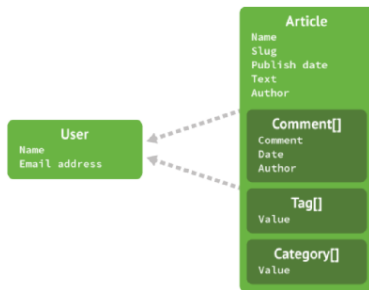 User
Name
Email address
Article
Name
Slug
Publish date
Text
Author
Comment[]
Comment
Date
Author
Tag[]
Value
Category[]
Value